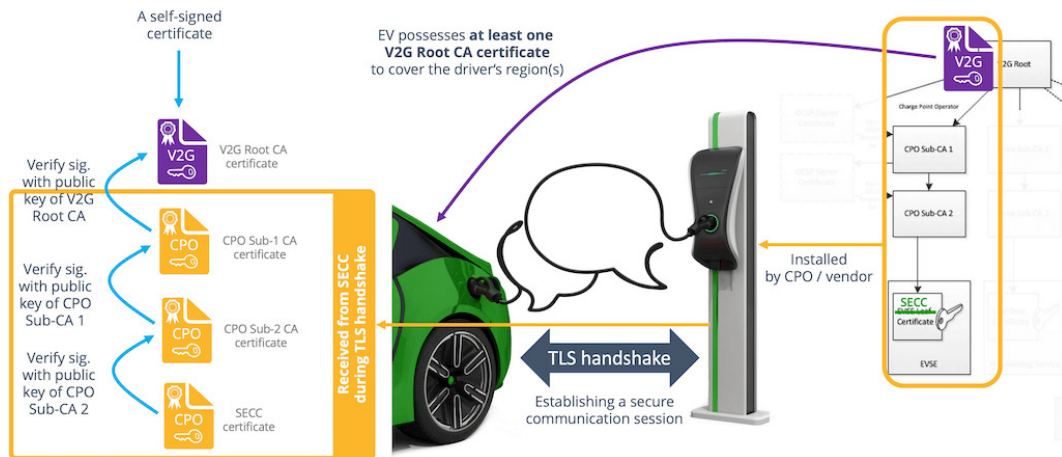 A self-signed
certificate
V2G
V2G Root CA
certificate
Verify sig.
with public
key of V2G
Root CA
CPO
CPO Sub-1 CA
certificate
Verify sig.
with public
key of CPO
Sub-CA 1
CPO
CPO Sub-2 CA
certificate
Verify sig.
with public
key of CPO
Sub-CA 2
CPO
SECC
certificate
Received from SECC
during TLS handshake
EV possesses at least one
V2G Root CA certificate
to cover the driver's region(s)
TLS handshake
Establishing a secure
communication session
Installed
by CPO / vendor
V2G
V2G Root
Charge Point Operator
CPO Sub-CA 1
CPO Sub-CA 2
SECC
Certificate
EVSE